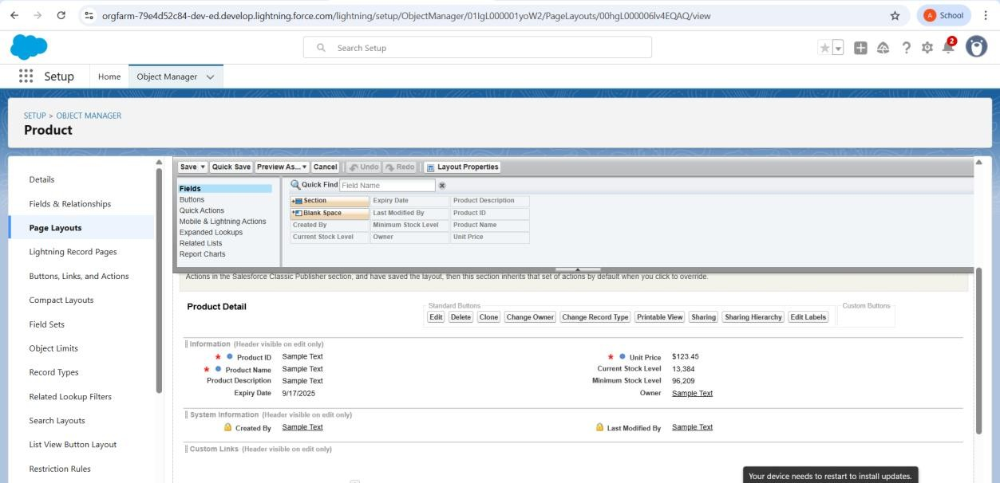 orgfarm-79e4d52c84-dev-ed.develop.lightning.force.com/lightning/setup/ObjectManager/01IgL000001yoW2/PageLayouts/00hgL000006lv4EQAQ/view
A School
Search Setup
2
Setup Home Object Manager
SETUP > OBJECT MANAGER
Product
Details
Fields & Relationships
Page Layouts
Lightning Record Pages
Buttons, Links, and Actions
Compact Layouts
Field Sets
Object Limits
Record Types
Related Lookup Filters
Search Layouts
List View Button Layout
Restriction Rules
Save Quick Save Preview As... Cancel Undo Redo Layout Properties
Fields
Buttons
Quick Actions
Mobile & Lightning Actions
Expanded Lookups
Related Lists
Report Charts
Quick Find Field Name
Section Expiry Date Product Description
Blank Space Last Modified By Product ID
Created By Minimum Stock Level Product Name
Current Stock Level Owner Unit Price
Actions in the Salesforce Classic Publisher section, and have saved the layout, then this section inherits that set of actions by default when you click to override.
Product Detail
Standard Buttons
Edit Delete Clone Change Owner Change Record Type Printable View Sharing Sharing Hierarchy Edit Labels
Custom Buttons
Information (Header visible on edit only)
* Product ID Sample Text * Unit Price $123.45
* Product Name Sample Text Current Stock Level 13,384
Product Description Sample Text Minimum Stock Level 96,209
Expiry Date 9/17/2025 Owner Sample Text
System Information (Header visible on edit only)
Created By Sample Text Last Modified By Sample Text
Custom Links (Header visible on edit only)
Your device needs to restart to install updates.